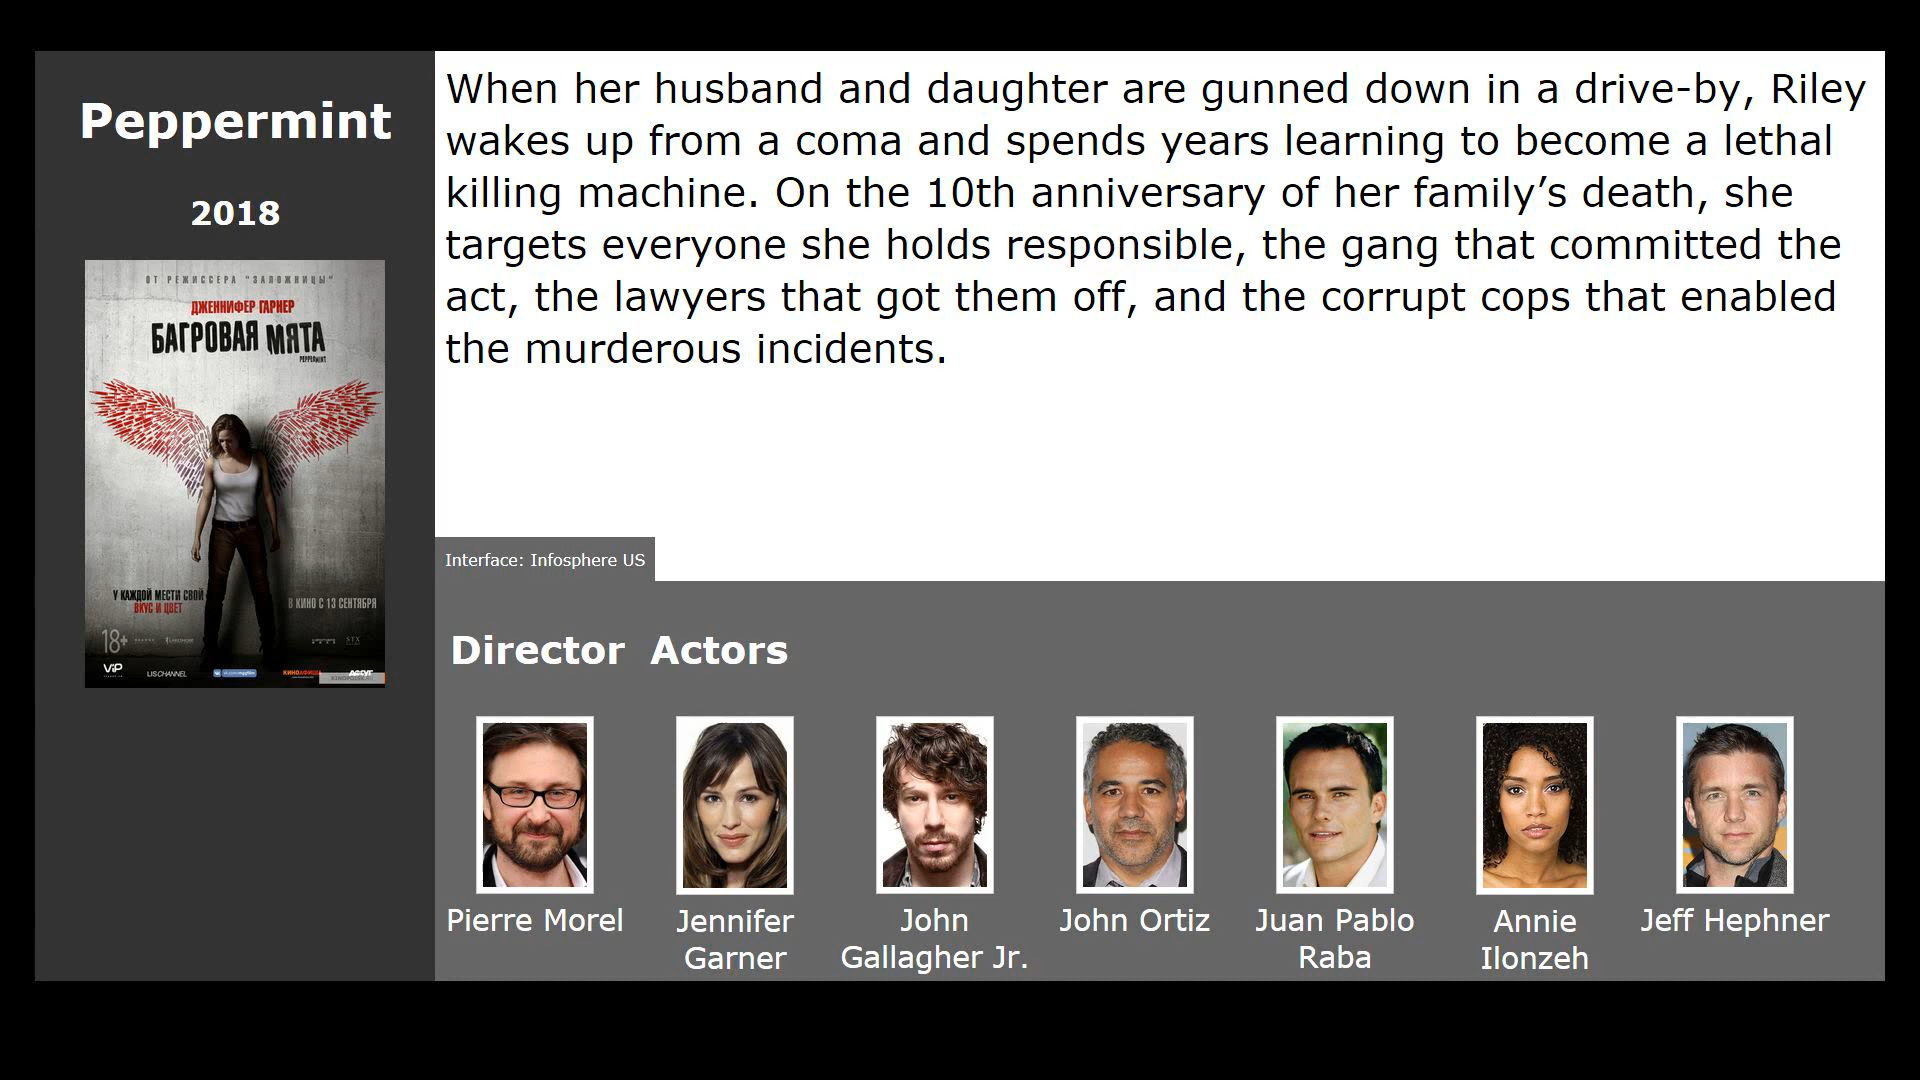 Peppermint
2018
ОТ РЕЖИССЕРА "ЗАЛОЖНИЦЫ"
ДЖЕННИФЕР ГАРНЕР
БАГРОВАЯ МЯТА
PEPPERMINT
У КАЖДОЙ МЕСТИ СВОЙ
ВКУС И ЦВЕТ
В КИНО С 13 СЕНТЯБРЯ
18+
STX
VIP
LISCHANNEL
When her husband and daughter are gunned down in a drive-by, Riley
wakes up from a coma and spends years learning to become a lethal
killing machine. On the 10th anniversary of her family’s death, she
targets everyone she holds responsible, the gang that committed the
act, the lawyers that got them off, and the corrupt cops that enabled
the murderous incidents.
Interface: Infosphere US
Director Actors
Pierre Morel
Jennifer
Garner
John
Gallagher Jr.
John Ortiz
Juan Pablo
Raba
Annie
Ilonzeh
Jeff Hephner